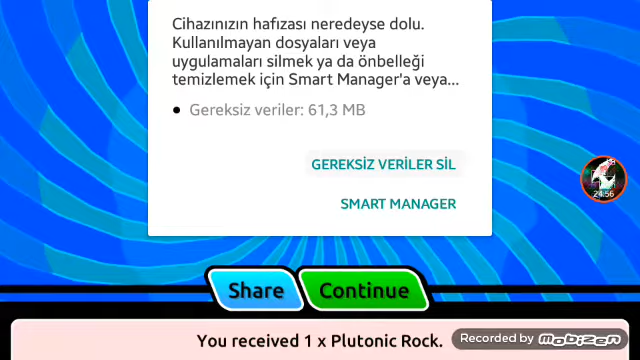 Cihazınızın hafızası neredeyse dolu.
Kullanılmayan dosyaları veya
uygulamaları silmek ya da önbelleği
temizlemek için Smart Manager'a veya...
• Gereksiz veriler: 61,3 MB
GEREKSİZ VERİLER SİL
SMART MANAGER
24:56
Share
Continue
You received 1 x Plutonic Rock.
Recorded by mobizen